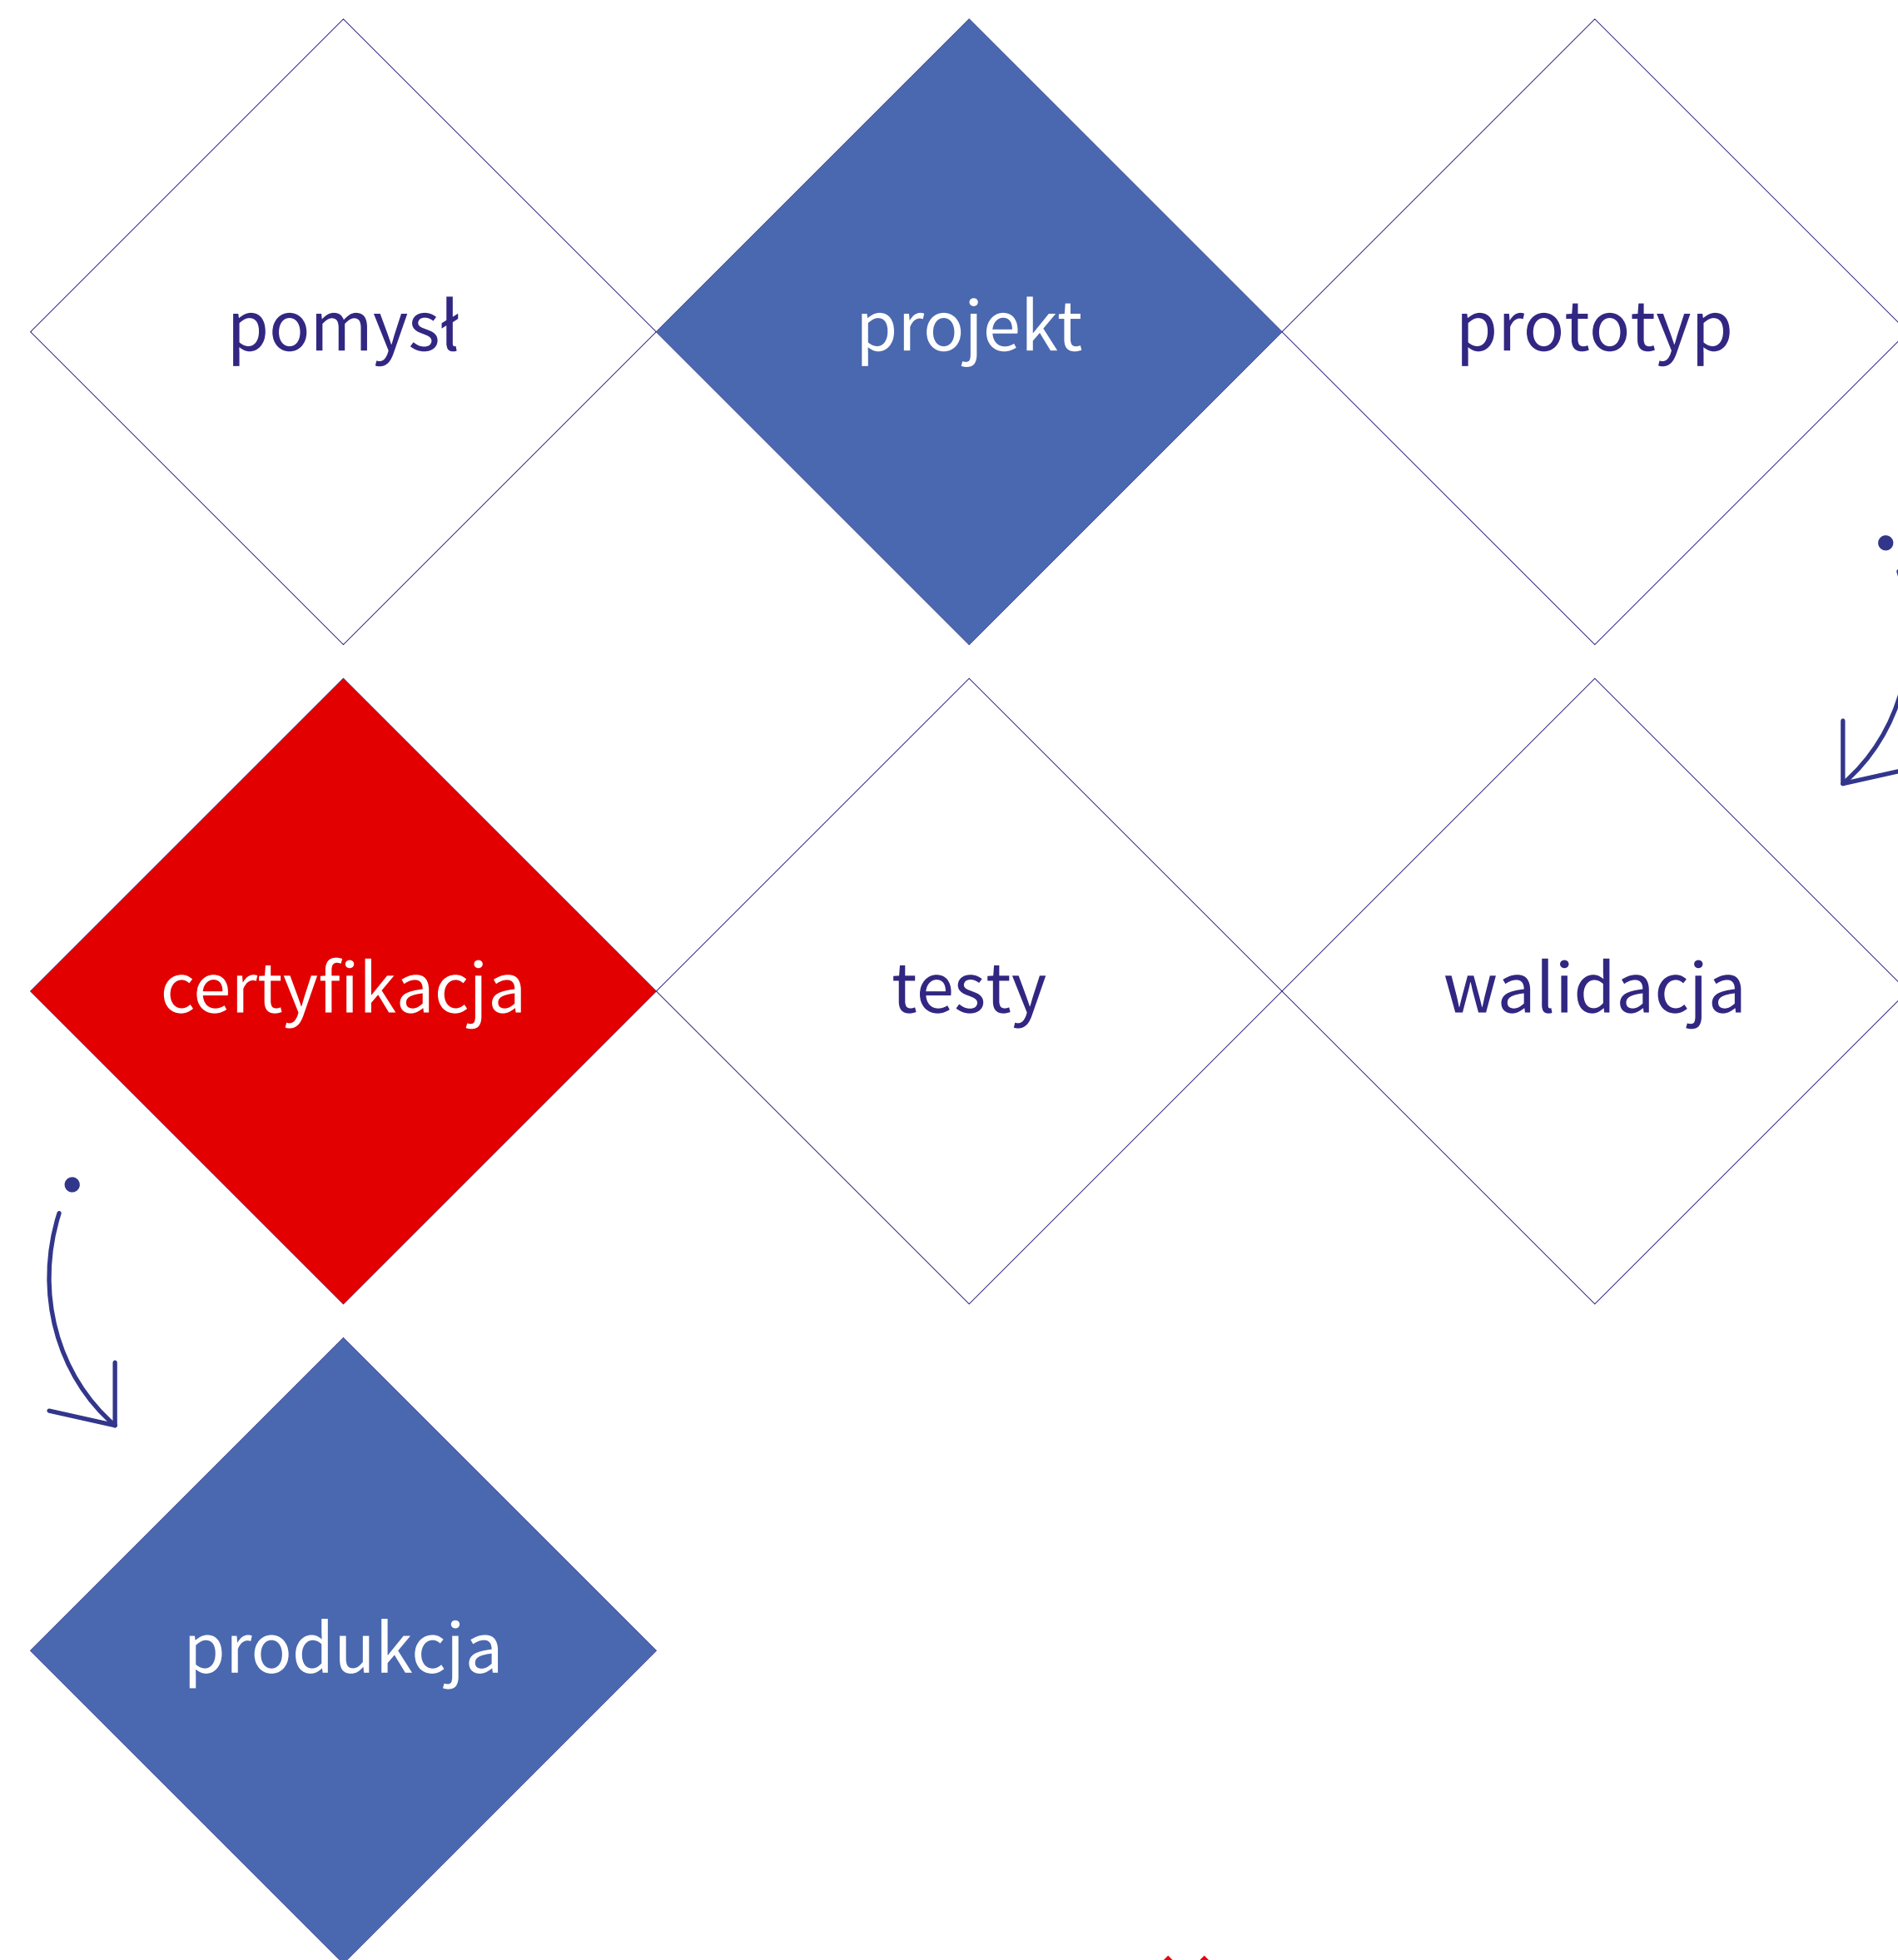 pomysł
projekt
prototyp
certyfikacja
testy
walidacja
produkcja